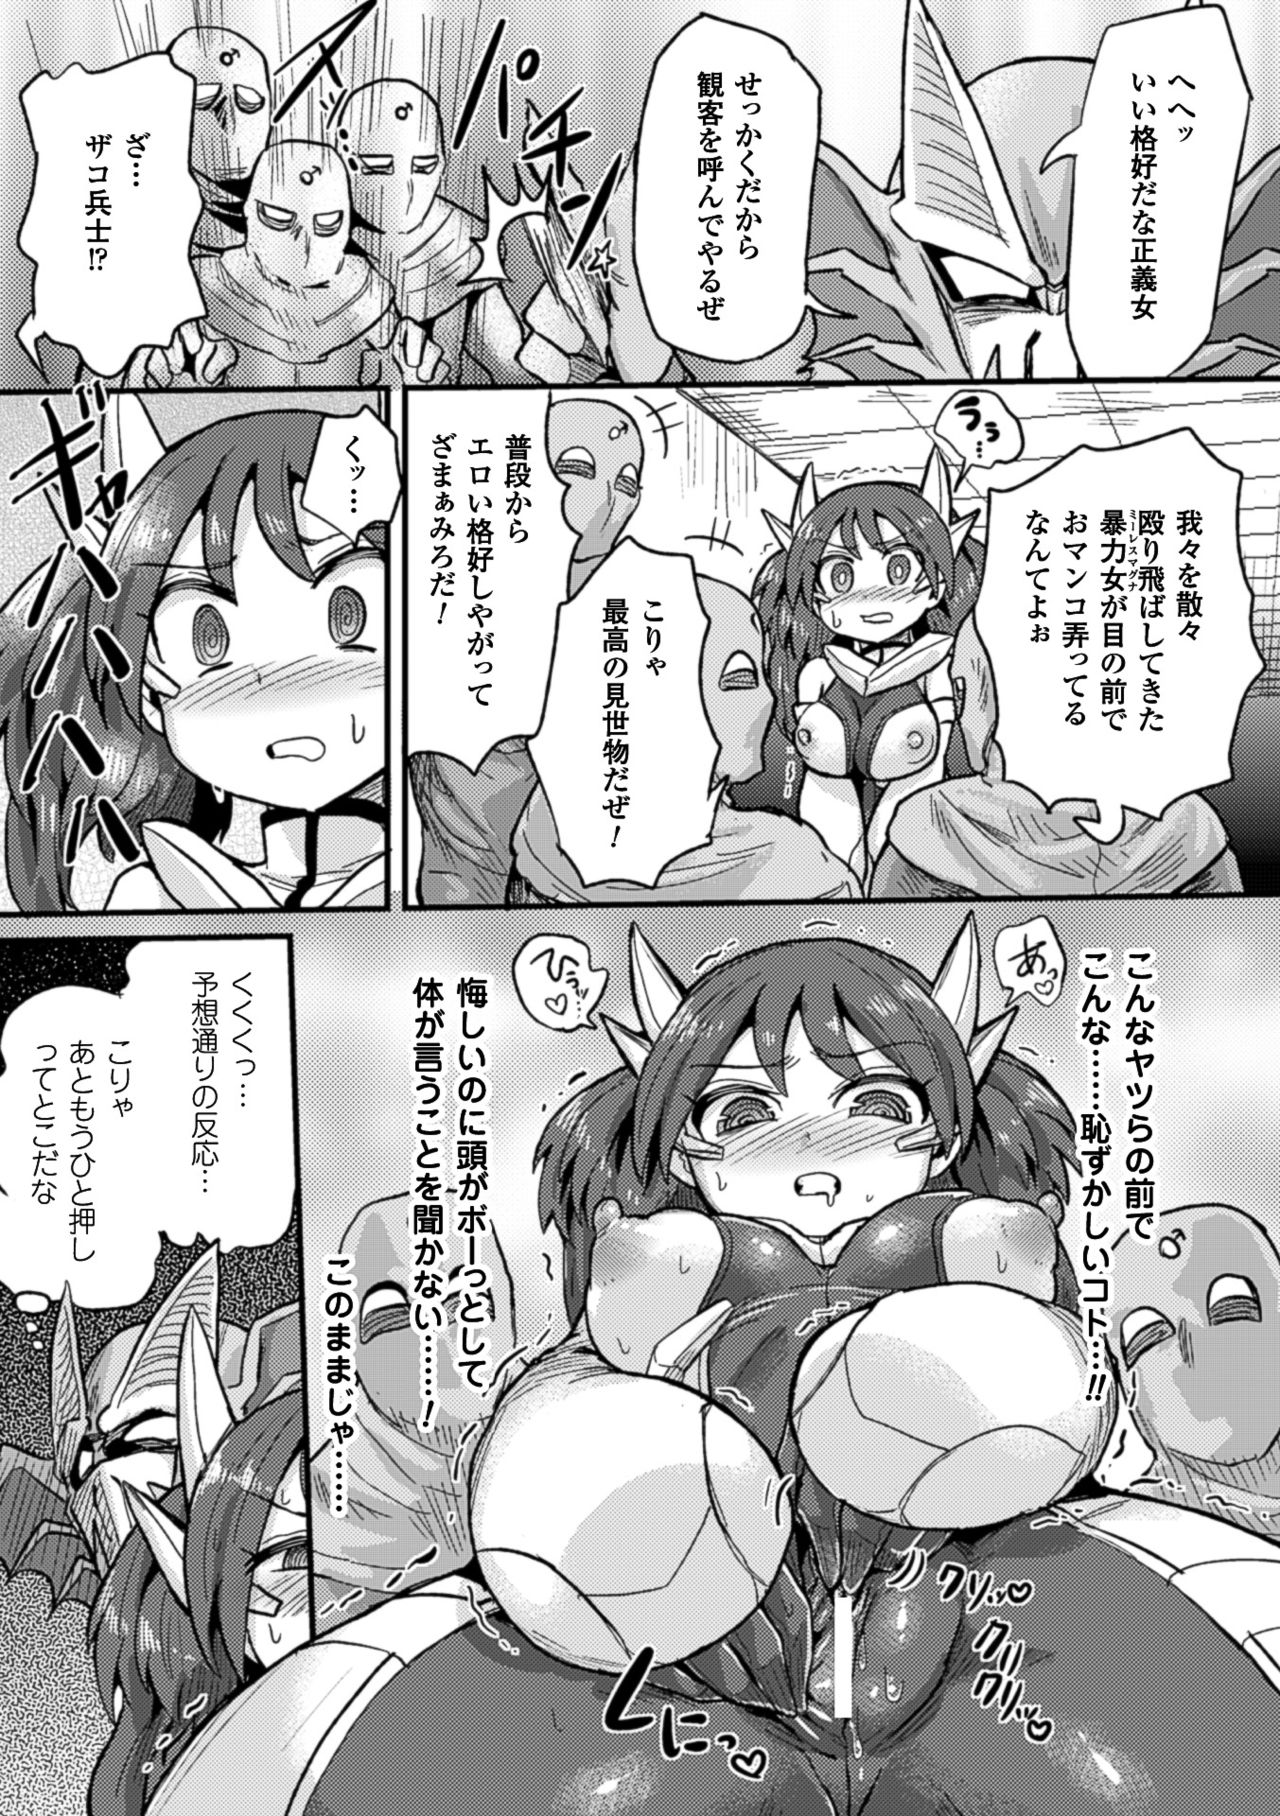 へへッ
いい格好だな正義女
せっかくだから
観客を呼んでやるぜ
パチン
ざ…
ザコ兵士!?
うぅ…
我々を散々
殴り飛ばしてきた
暴力女が目の前で
ミーレスマグナ
おマンコ弄ってる
なんてよぉ
こりゃ
最高の見世物だぜ！
普段から
エロい格好しやがって
ざまぁみろだ！
くッ…
ギャハハハハ
こんなヤツらの前で
こんな……恥ずかしいコト…!!
あっ♡
ひぅッ♡…
悔しいのに頭がボーっとして
体が言うことを聞かない……！
このままじゃ……
クリッ♡
クリクリッ♡
くにっ♡
くくくっ…
予想通りの反応…
こりゃ
あともうひと押し
ってとこだな